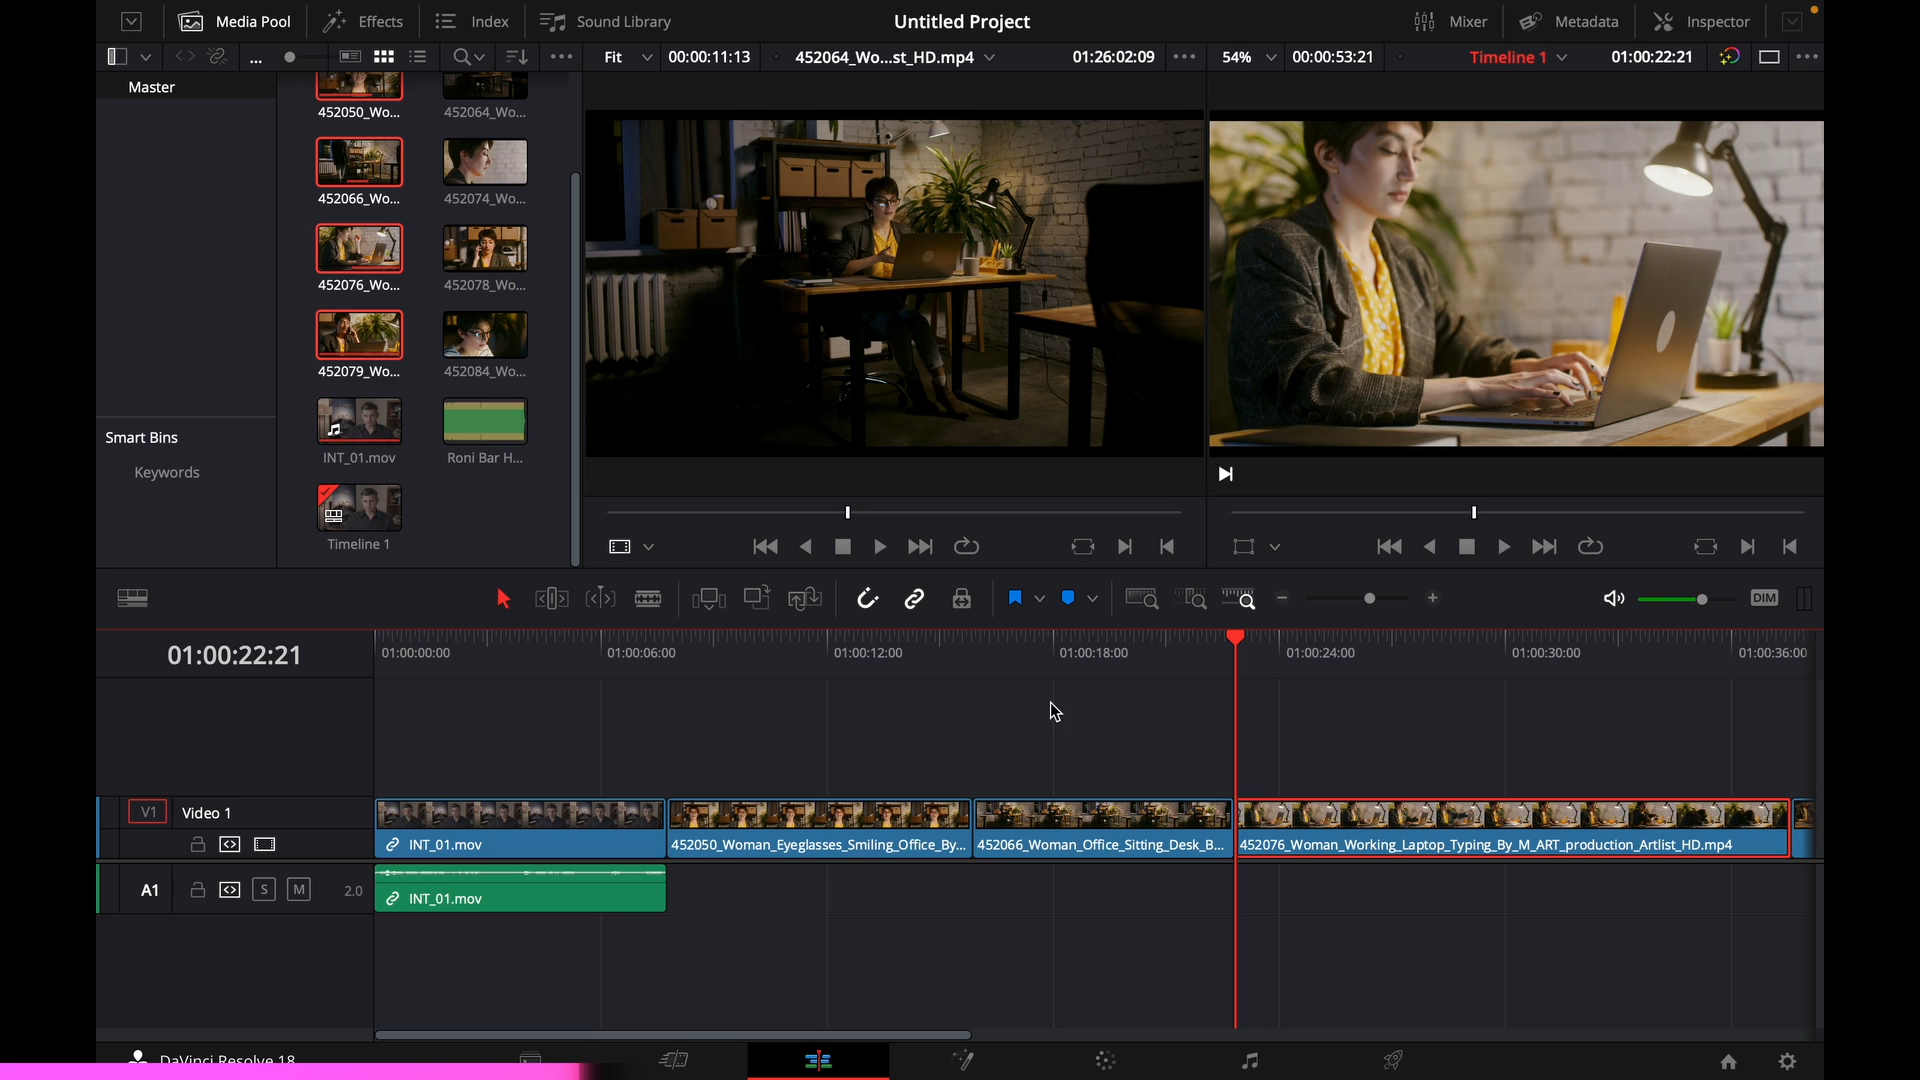 Media Pool
Effects
Index
Sound Library
Untitled Project
Mixer
Metadata
Inspector
...
Fit
00:00:11:13
452064_Wo...st_HD.mp4
01:26:02:09
54%
00:00:53:21
Timeline 1
01:00:22:21
Master
452050_Wo...
452064_Wo...
452066_Wo...
452074_Wo...
452076_Wo...
452078_Wo...
452079_Wo...
452084_Wo...
Smart Bins
INT_01.mov
Roni Bar H...
Keywords
Timeline 1
DIM
01:00:22:21
01:00:00:00
01:00:06:00
01:00:12:00
01:00:18:00
01:00:24:00
01:00:30:00
01:00:36:00
V1
Video 1
INT_01.mov
452050_Woman_Eyeglasses_Smiling_Office_By...
452066_Woman_Office_Sitting_Desk_B...
452076_Woman_Working_Laptop_Typing_By_M_ART_production_Artlist_HD.mp4
A1
S
M
2.0
INT_01.mov
DaVinci Resolve 18